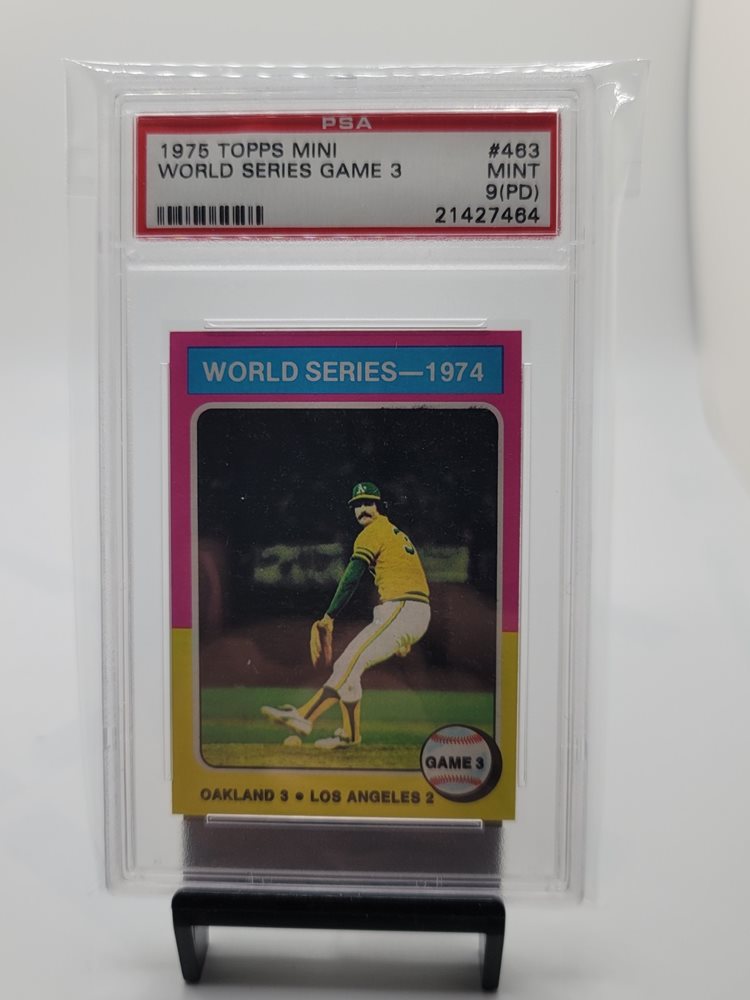 PSA
1975 TOPPS MINI #463
WORLD SERIES GAME 3 MINT
9(PD)
21427464
WORLD SERIES—1974
A's
3
GAME 3
OAKLAND 3 • LOS ANGELES 2